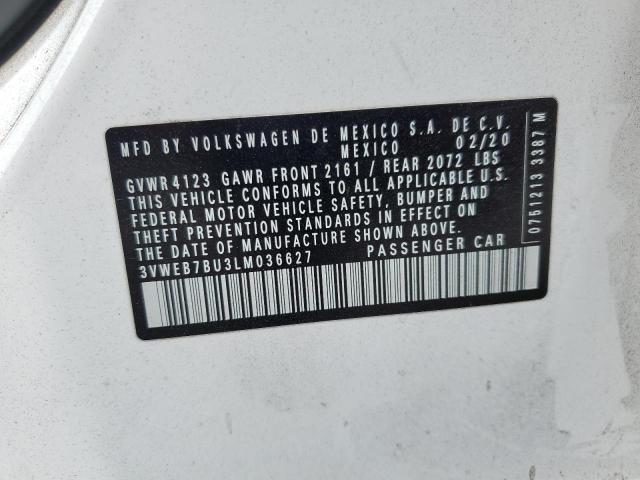 MFD BY VOLKSWAGEN DE MEXICO S.A. DE C.V.
MEXICO 02/20
GVWR 4123 GAWR FRONT 2161 / REAR 2072 LBS
THIS VEHICLE CONFORMS TO ALL APPLICABLE U.S.
FEDERAL MOTOR VEHICLE SAFETY, BUMPER AND
THEFT PREVENTION STANDARDS IN EFFECT ON
THE DATE OF MANUFACTURE SHOWN ABOVE.
3VWEB7BU3LM036627 PASSENGER CAR
0751213 3387 M